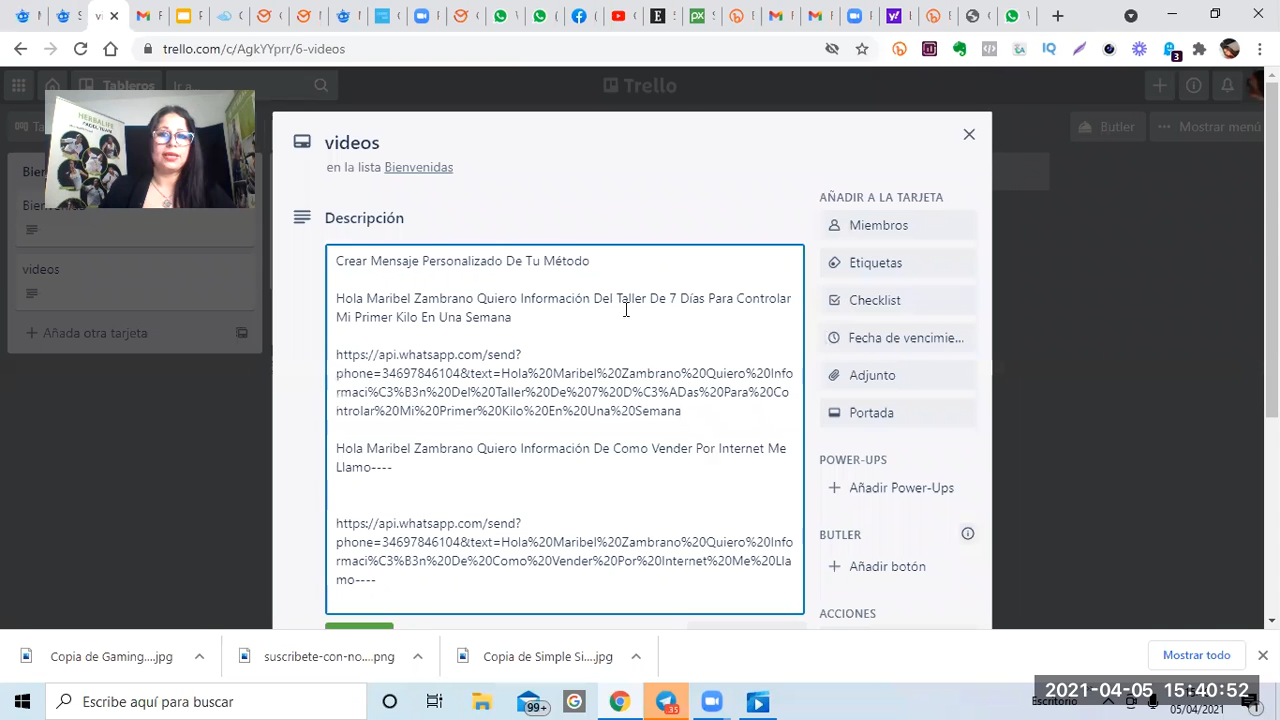 trello.com/c/AgkYYprr/6-videos
3
Tableros
Ir a
Trello
HERBALIFE
Butler
Mostrar menú
videos
en la lista Bienvenidas
Descripción
Crear Mensaje Personalizado De Tu Método
Hola Maribel Zambrano Quiero Información Del Taller De 7 Días Para Controlar
Mi Primer Kilo En Una Semana
https://api.whatsapp.com/send?
phone=34697846104&text=Hola%20Maribel%20Zambrano%20Quiero%20Info
rmaci%C3%B3n%20Del%20Taller%20De%207%20D%C3%ADas%20Para%20Co
ntrolar%20Mi%20Primer%20Kilo%20En%20Una%20Semana
Hola Maribel Zambrano Quiero Información De Como Vender Por Internet Me
Llamo----
https://api.whatsapp.com/send?
phone=34697846104&text=Hola%20Maribel%20Zambrano%20Quiero%20Info
rmaci%C3%B3n%20De%20Como%20Vender%20Por%20Internet%20Me%20Lla
mo----
videos
Añada otra tarjeta
AÑADIR A LA TARJETA
Miembros
Etiquetas
Checklist
Fecha de vencimie...
Adjunto
Portada
POWER-UPS
Añadir Power-Ups
BUTLER
Añadir botón
ACCIONES
Copia de Gaming....jpg
suscribete-con-no....png
Copia de Simple Si....jpg
Mostrar todo
Escribe aquí para buscar
99+
35
Escritorio
2021-04-05 15:40:52
05/04/2021